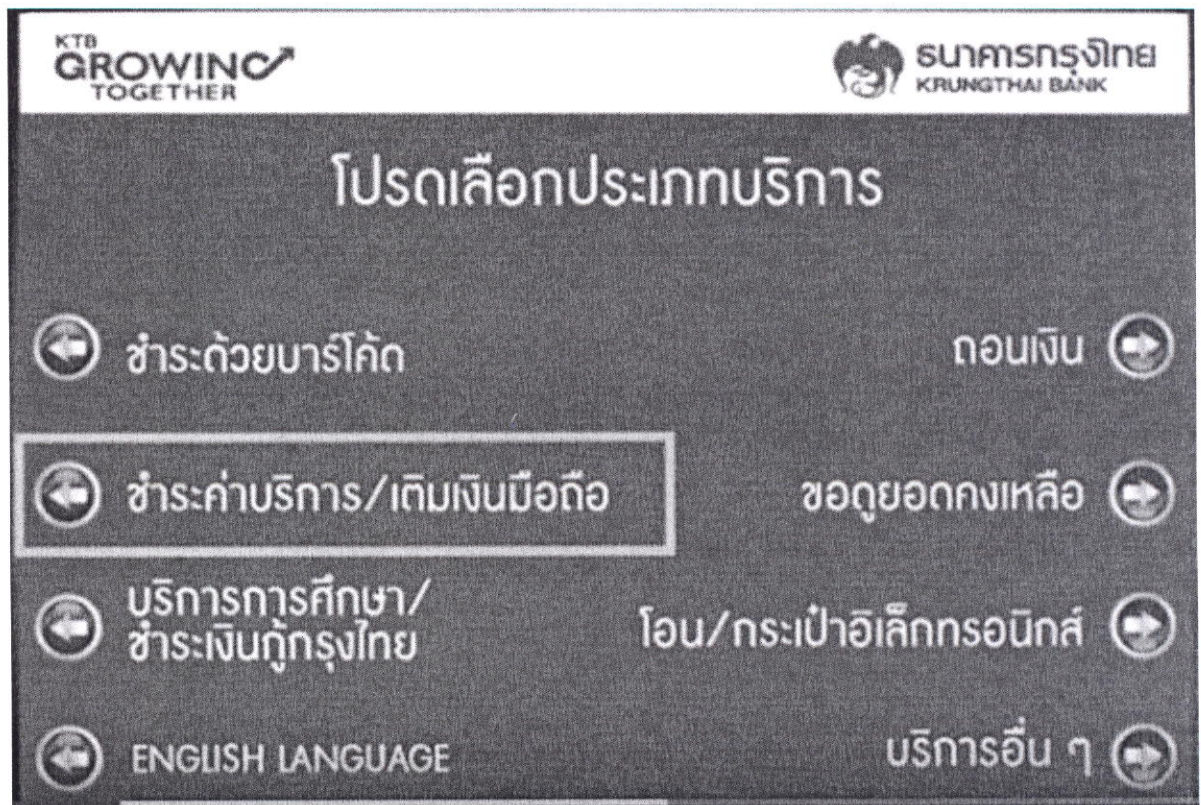 KTB
GROWING
TOGETHER
ธนาคารกรุงไทย
KRUNGTHAI BANK
โปรดเลือกประเภทบริการ
ชำระด้วยบาร์โค้ด
ถอนเงิน
ชำระค่าบริการ/เติมเงินมือถือ
ขอดูยอดคงเหลือ
บริการการศึกษา/
ชำระเงินกู้กรุงไทย
โอน/กระเป๋าอิเล็กทรอนิกส์
ENGLISH LANGUAGE
บริการอื่น ๆ